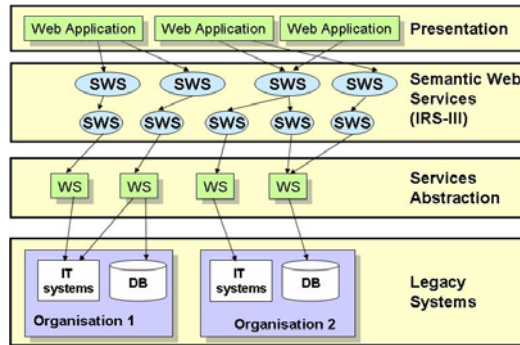 Web Application Web Application Web Application Presentation
SWS SWS SWS SWS Semantic Web
Services
(IRS-III)
SWS SWS SWS SWS SWS
WS WS WS WS Services
Abstraction
IT
systems
DB
Organisation 1
IT
systems
DB
Organisation 2
Legacy
Systems